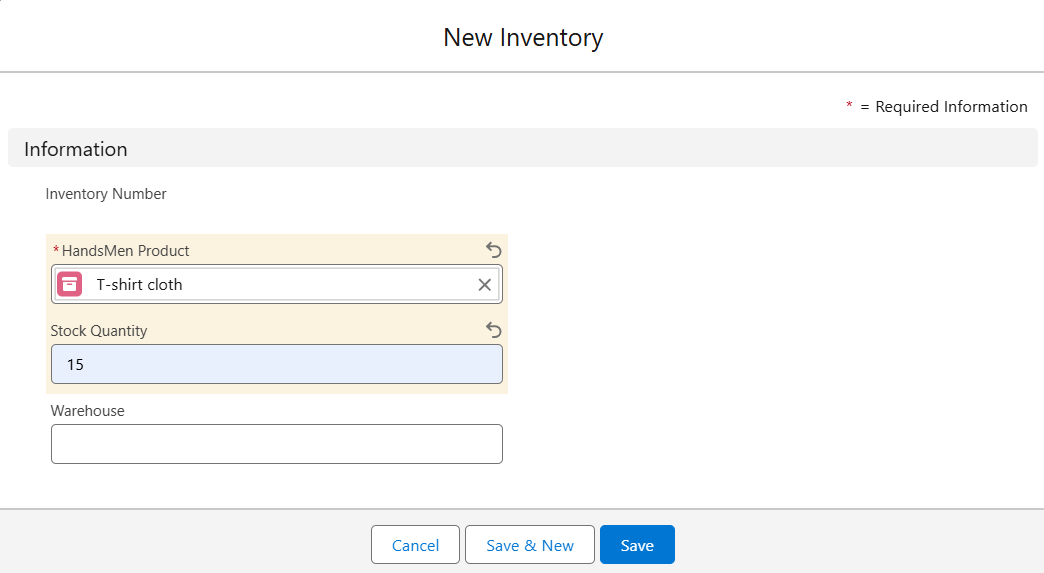 New Inventory
* = Required Information
Information
Inventory Number
*HandsMen Product
T-shirt cloth
Stock Quantity
15
Warehouse
Cancel
Save & New
Save